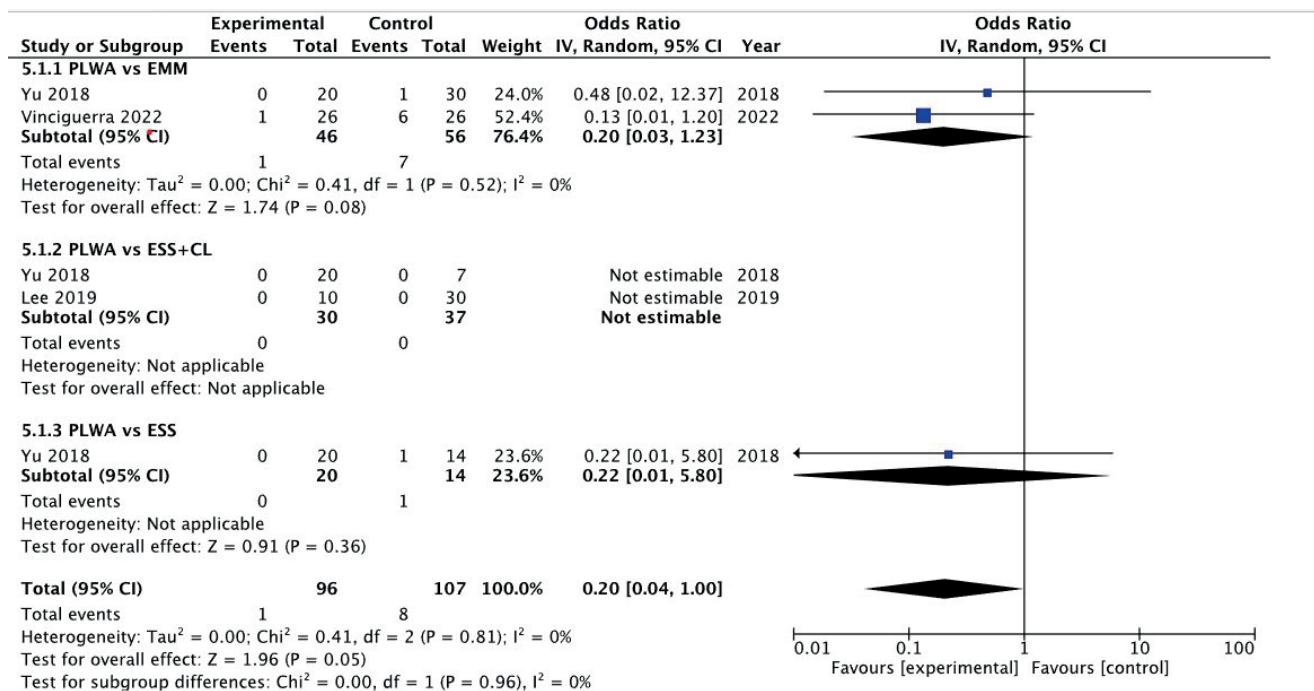 Experimental Control Odds Ratio Odds Ratio
Study or Subgroup Events Total Events Total Weight IV, Random, 95% CI Year IV, Random, 95% CI
5.1.1 PLWA vs EMM
Yu 2018 0 20 1 30 24.0% 0.48 [0.02, 12.37] 2018
Vinciguerra 2022 1 26 6 26 52.4% 0.13 [0.01, 1.20] 2022
Subtotal (95% CI) 46 56 76.4% 0.20 [0.03, 1.23]
Total events 1 7
Heterogeneity: Tau² = 0.00; Chi² = 0.41, df = 1 (P = 0.52); I² = 0%
Test for overall effect: Z = 1.74 (P = 0.08)
5.1.2 PLWA vs ESS+CL
Yu 2018 0 20 0 7 Not estimable 2018
Lee 2019 0 10 0 30 Not estimable 2019
Subtotal (95% CI) 30 37 Not estimable
Total events 0 0
Heterogeneity: Not applicable
Test for overall effect: Not applicable
5.1.3 PLWA vs ESS
Yu 2018 0 20 1 14 23.6% 0.22 [0.01, 5.80] 2018
Subtotal (95% CI) 20 14 23.6% 0.22 [0.01, 5.80]
Total events 0 1
Heterogeneity: Not applicable
Test for overall effect: Z = 0.91 (P = 0.36)
Total (95% CI) 96 107 100.0% 0.20 [0.04, 1.00]
Total events 1 8
Heterogeneity: Tau² = 0.00; Chi² = 0.41, df = 2 (P = 0.81); I² = 0%
Test for overall effect: Z = 1.96 (P = 0.05)
Test for subgroup differences: Chi² = 0.00, df = 1 (P = 0.96), I² = 0%
0.01 0.1 1 10 100
Favours [experimental] Favours [control]